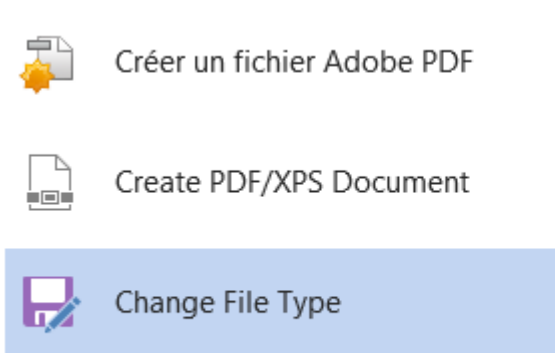 Créer un fichier Adobe PDF
Create PDF/XPS Document
Change File Type